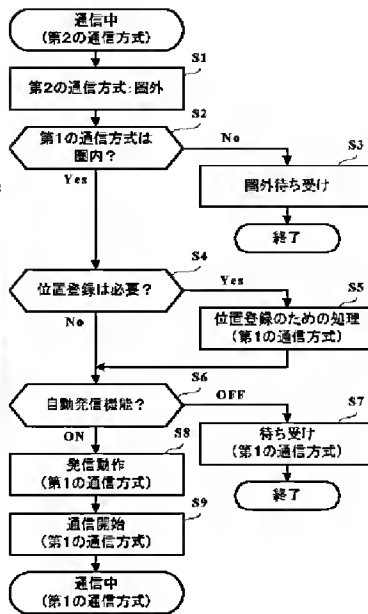 通信中
(第2の通信方式)
S1
第2の通信方式:圏外
S2
第1の通信方式は
圏内?
No
Yes
S3
圏外待ち受け
終了
S4
位置登録は必要?
Yes
No
S5
位置登録のための処理
(第1の通信方式)
S6
自動発信機能?
OFF
ON
S7
待ち受け
(第1の通信方式)
終了
S8
発信動作
(第1の通信方式)
S9
通信開始
(第1の通信方式)
通信中
(第1の通信方式)